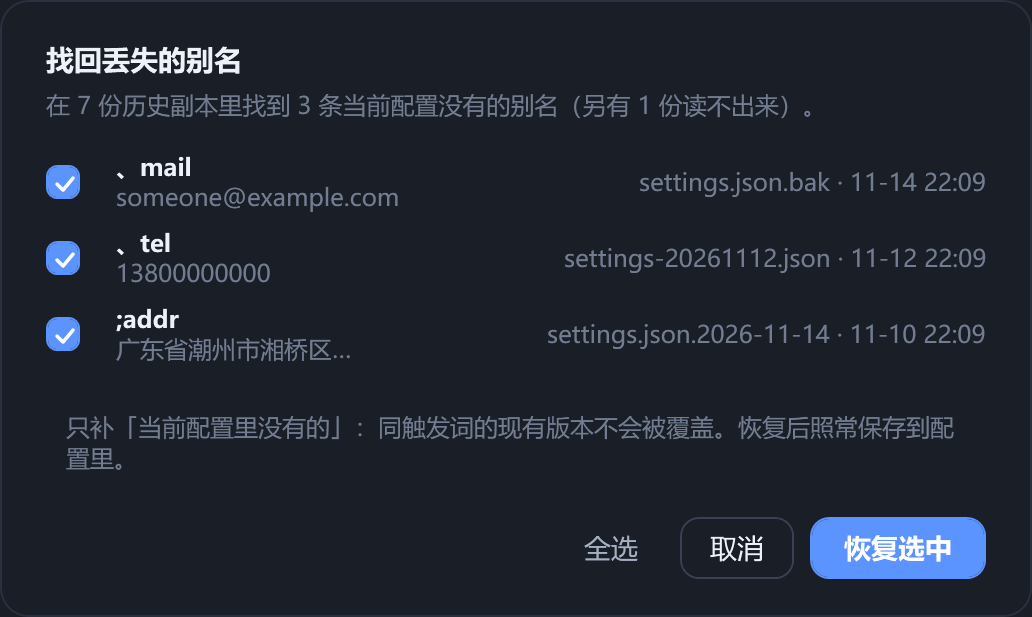 找回丢失的别名
在 7 份历史副本里找到 3 条当前配置没有的别名（另有 1 份读不出来）。
、mail
someone@example.com
settings.json.bak · 11-14 22:09
、tel
13800000000
settings-20261112.json · 11-12 22:09
;addr
广东省潮州市湘桥区...
settings.json.2026-11-14 · 11-10 22:09
只补「当前配置里没有的」：同触发词的现有版本不会被覆盖。恢复后照常保存到配
置里。
全选
取消
恢复选中